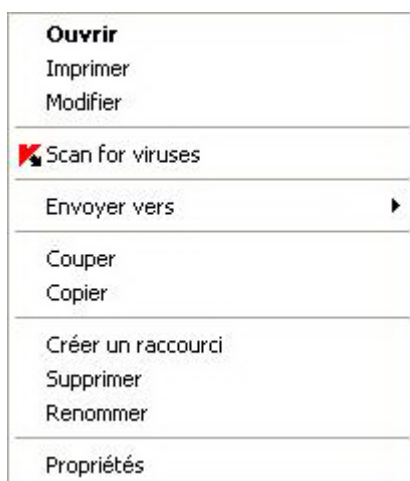 Ouvrir
Imprimer
Modifier
Scan for viruses
Envoyer vers
Couper
Copier
Créer un raccourci
Supprimer
Renommer
Propriétés